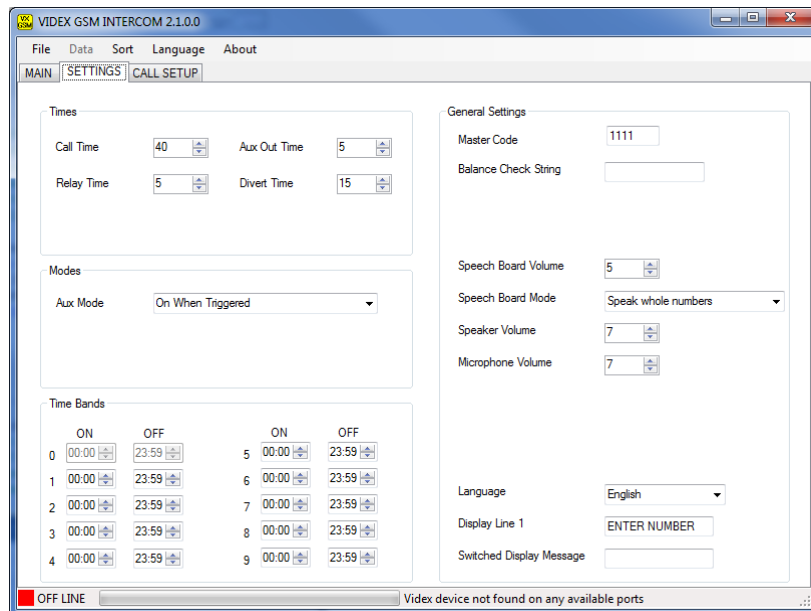 VX GSM VIDEX GSM INTERCOM 2.1.0.0
File Data Sort Language About
MAIN SETTINGS CALL SETUP
Times
Call Time 40 Aux Out Time 5
Relay Time 5 Divert Time 15
Modes
Aux Mode On When Triggered
Time Bands
ON OFF ON OFF
0 00:00 23:59 5 00:00 23:59
1 00:00 23:59 6 00:00 23:59
2 00:00 23:59 7 00:00 23:59
3 00:00 23:59 8 00:00 23:59
4 00:00 23:59 9 00:00 23:59
General Settings
Master Code 1111
Balance Check String
Speech Board Volume 5
Speech Board Mode Speak whole numbers
Speaker Volume 7
Microphone Volume 7
Language English
Display Line 1 ENTER NUMBER
Switched Display Message
OFF LINE Videx device not found on any available ports